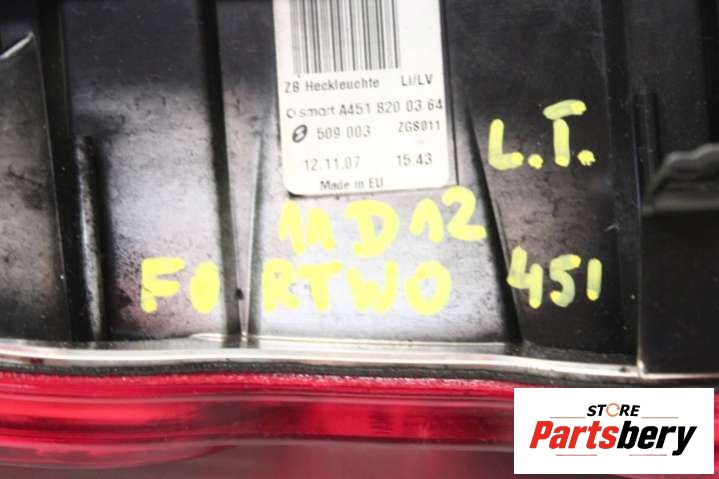 ZB Heckleuchte LI/LV
smart A451 820 03 64
509 003 ZGS011
12.11.07 15.43
Made in EU
L.T.
11D12
FORTWO 451
STORE
Partsbery